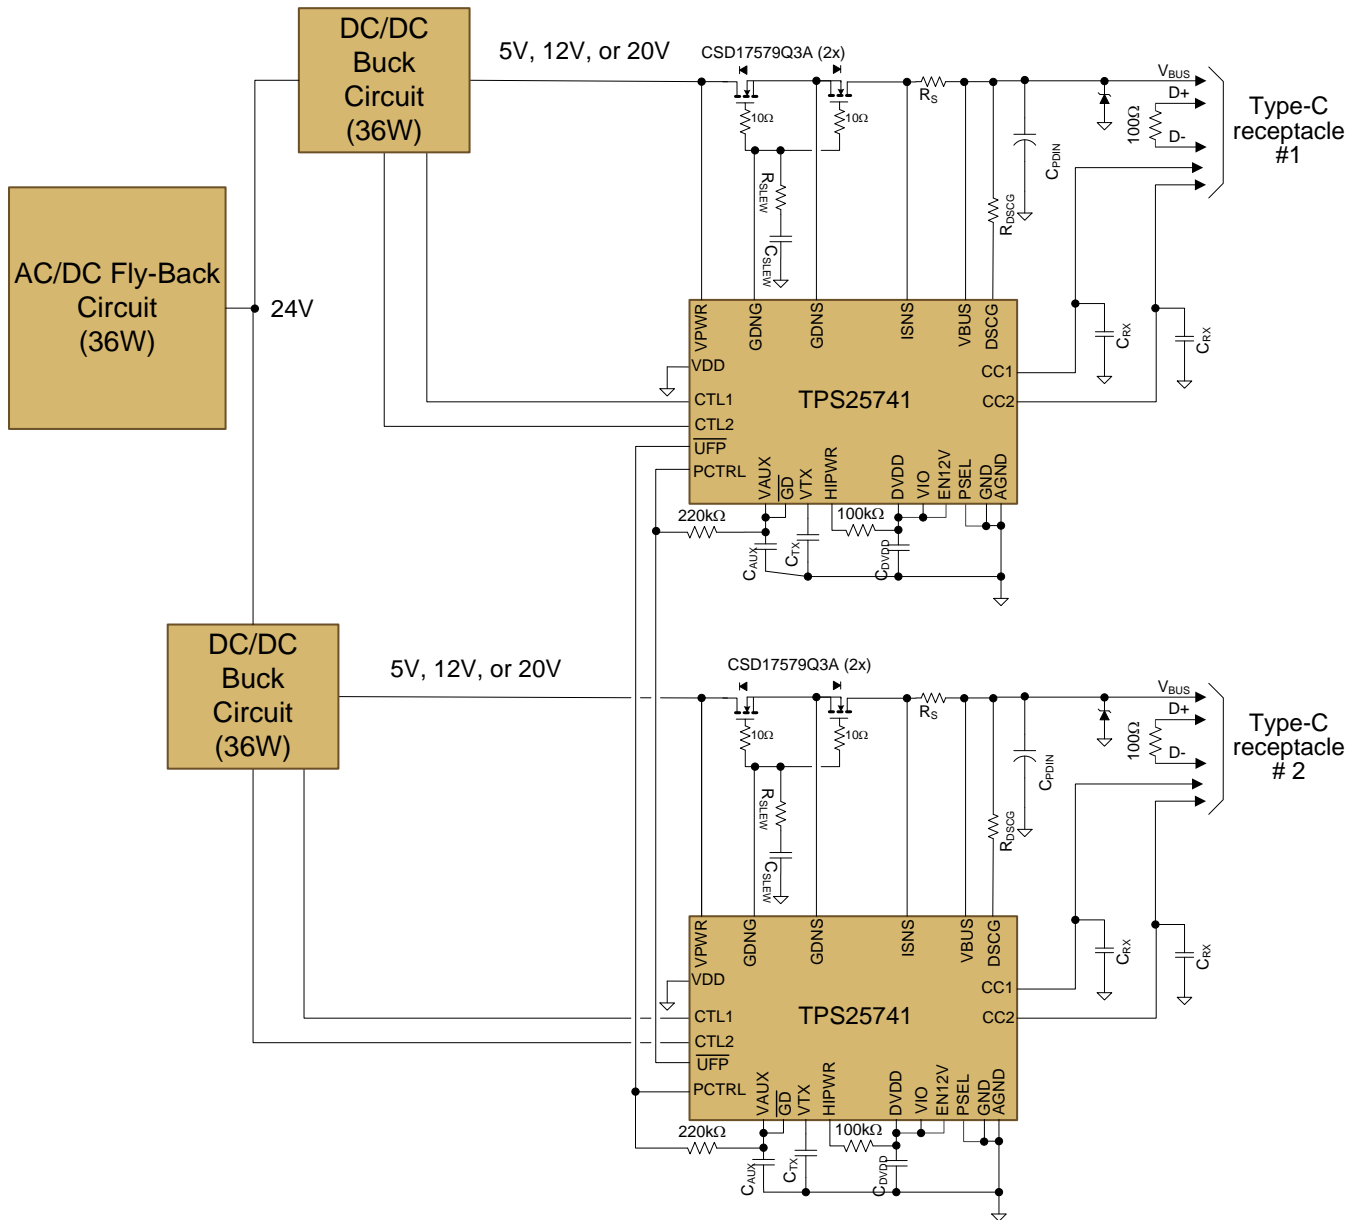 DC/DC
Buck
Circuit
(36W)
5V, 12V, or 20V
CSD17579Q3A (2x)
10Ω
10Ω
RSLEW
CSLEW
RS
RDSCG
CPDIN
VBUS
D+
100Ω
D-
Type-C
receptacle
#1
AC/DC Fly-Back
Circuit
(36W)
24V
CRX
CRX
VPWR
GDNG
GDNS
ISNS
VBUS
DSCG
VDD
CTL1
CTL2
UFP
PCTRL
TPS25741
CC1
CC2
VAUX
GD
VTX
HIPWR
DVDD
VIO
EN12V
PSEL
GND
AGND
220kΩ
CAUX
CTX
100kΩ
CDVDD
DC/DC
Buck
Circuit
(36W)
5V, 12V, or 20V
CSD17579Q3A (2x)
10Ω
10Ω
RSLEW
CSLEW
RS
RDSCG
CPDIN
VBUS
D+
100Ω
D-
Type-C
receptacle
# 2
CRX
CRX
VPWR
GDNG
GDNS
ISNS
VBUS
DSCG
VDD
CTL1
CTL2
UFP
PCTRL
TPS25741
CC1
CC2
VAUX
GD
VTX
HIPWR
DVDD
VIO
EN12V
PSEL
GND
AGND
220kΩ
CAUX
CTX
100kΩ
CDVDD